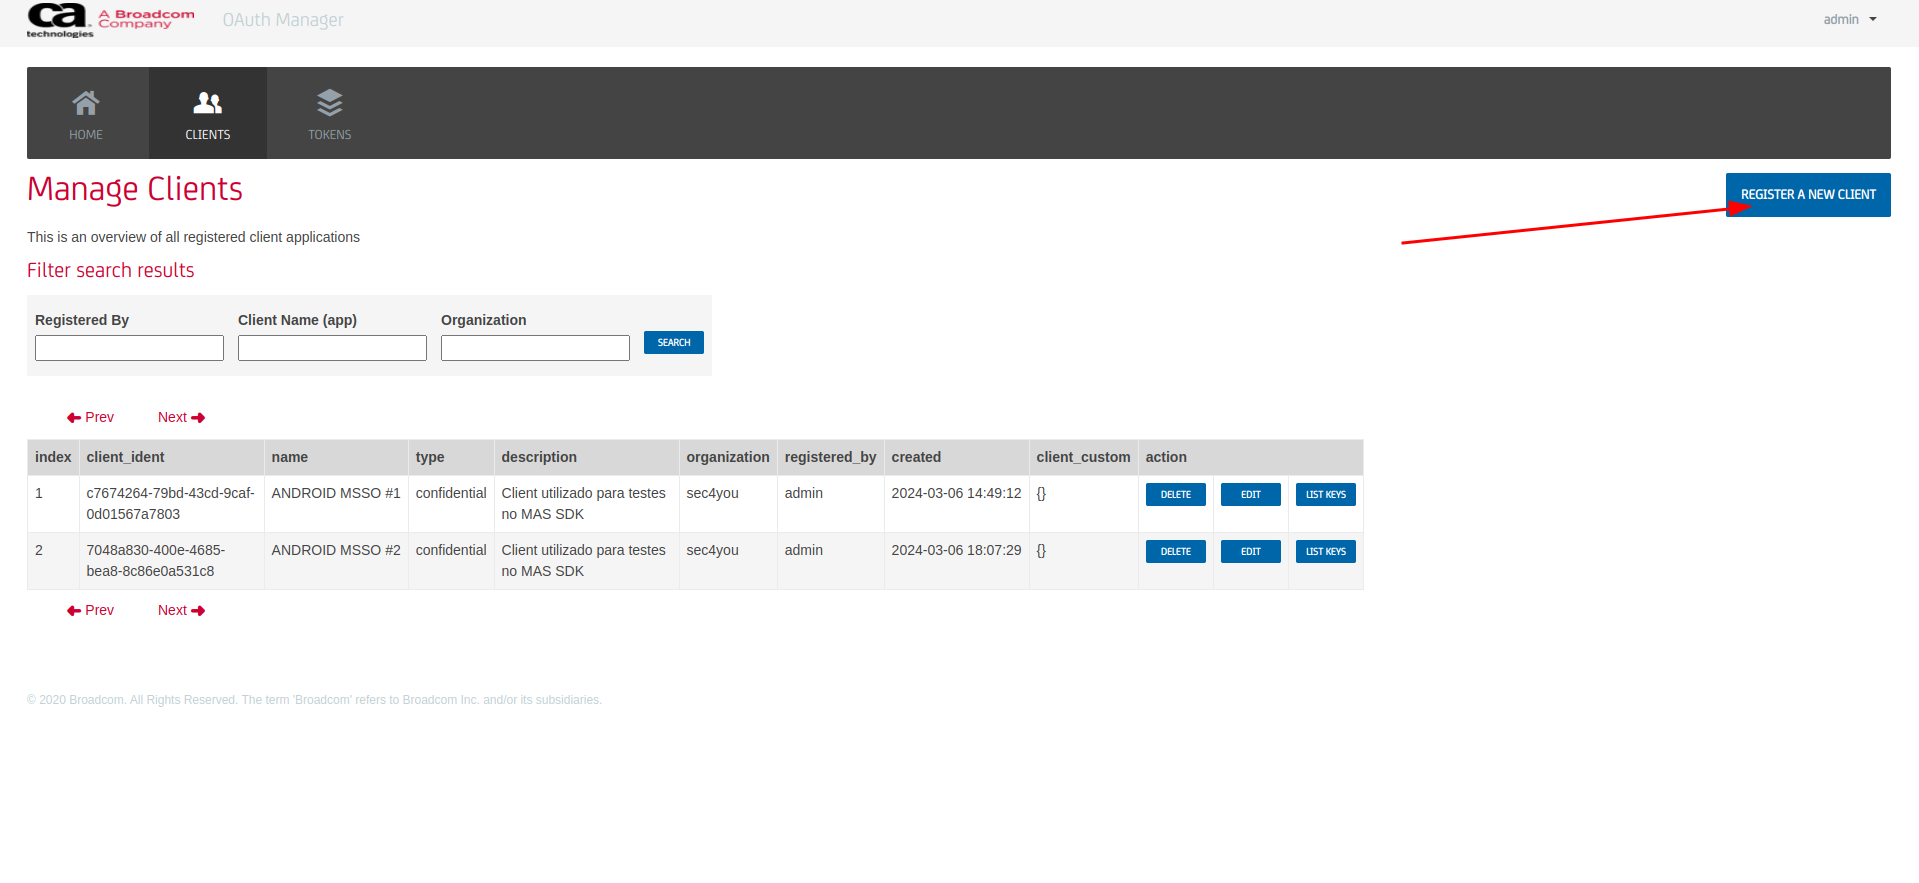 ca technologies A Broadcom Company OAuth Manager admin
HOME CLIENTS TOKENS
Manage Clients
REGISTER A NEW CLIENT
This is an overview of all registered client applications
Filter search results
Registered By Client Name (app) Organization
SEARCH
Prev Next
index client_ident name type description organization registered_by created client_custom action
1 c7674264-79bd-43cd-9caf- ANDROID MSSO #1 confidential Client utilizado para testes sec4you admin 2024-03-06 14:49:12 {} DELETE EDIT LIST KEYS
0d01567a7803 no MAS SDK
2 7048a830-400e-4685- ANDROID MSSO #2 confidential Client utilizado para testes sec4you admin 2024-03-06 18:07:29 {} DELETE EDIT LIST KEYS
bea8-8c86e0a531c8 no MAS SDK
Prev Next
© 2020 Broadcom. All Rights Reserved. The term 'Broadcom' refers to Broadcom Inc. and/or its subsidiaries.